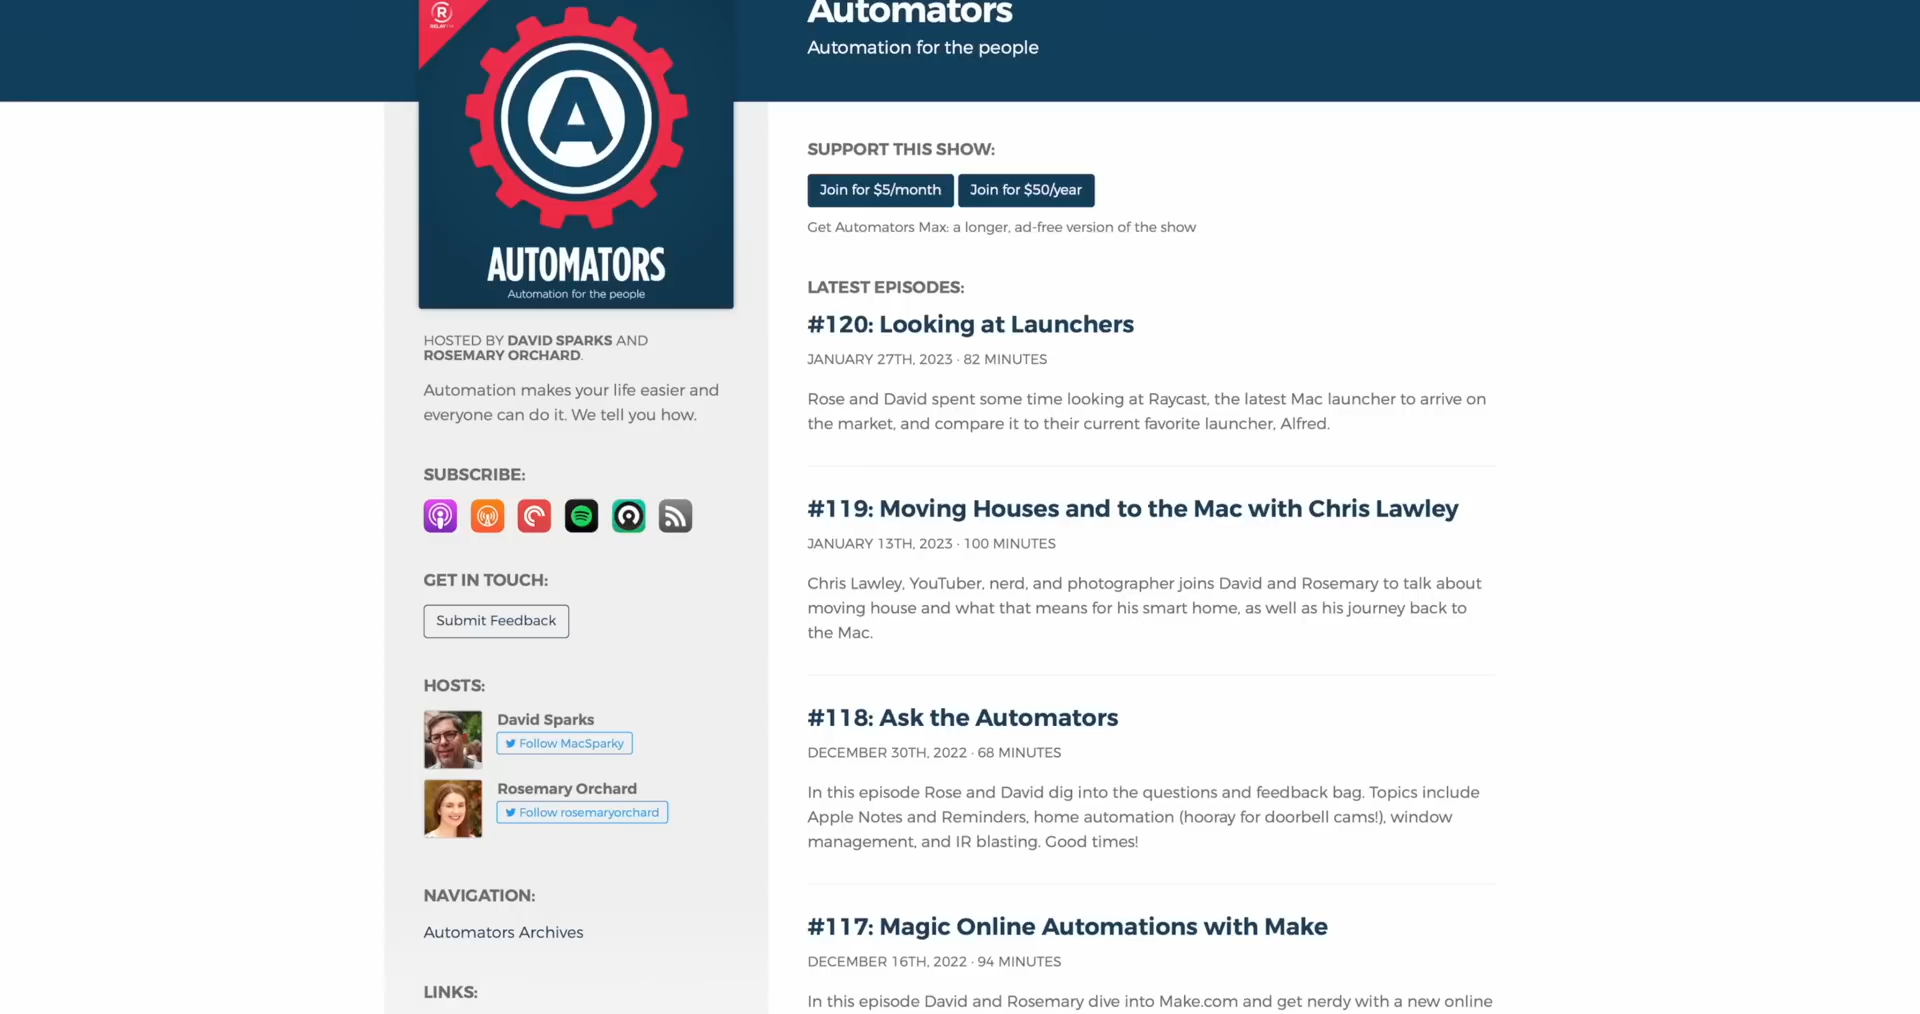 R
RELAY FM
A
AUTOMATORS
Automation for the people
HOSTED BY DAVID SPARKS AND
ROSEMARY ORCHARD.
Automation makes your life easier and
everyone can do it. We tell you how.
SUBSCRIBE:
GET IN TOUCH:
Submit Feedback
HOSTS:
David Sparks
Follow MacSparky
Rosemary Orchard
Follow rosemaryorchard
NAVIGATION:
Automators Archives
LINKS:
Automators
Automation for the people
SUPPORT THIS SHOW:
Join for $5/month Join for $50/year
Get Automators Max: a longer, ad-free version of the show
LATEST EPISODES:
#120: Looking at Launchers
JANUARY 27TH, 2023 · 82 MINUTES
Rose and David spent some time looking at Raycast, the latest Mac launcher to arrive on
the market, and compare it to their current favorite launcher, Alfred.
#119: Moving Houses and to the Mac with Chris Lawley
JANUARY 13TH, 2023 · 100 MINUTES
Chris Lawley, YouTuber, nerd, and photographer joins David and Rosemary to talk about
moving house and what that means for his smart home, as well as his journey back to
the Mac.
#118: Ask the Automators
DECEMBER 30TH, 2022 · 68 MINUTES
In this episode Rose and David dig into the questions and feedback bag. Topics include
Apple Notes and Reminders, home automation (hooray for doorbell cams!), window
management, and IR blasting. Good times!
#117: Magic Online Automations with Make
DECEMBER 16TH, 2022 · 94 MINUTES
In this episode David and Rosemary dive into Make.com and get nerdy with a new online